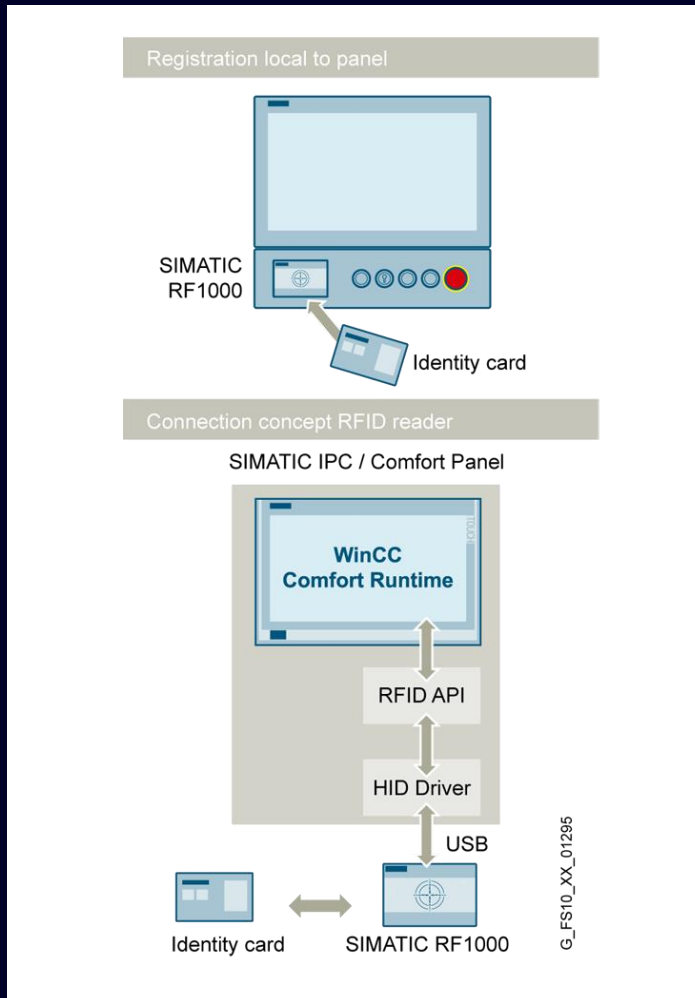 Registration local to panel
SIMATIC
RF1000
Identity card
Connection concept RFID reader
SIMATIC IPC / Comfort Panel
TOUCH
WinCC
Comfort Runtime
RFID API
HID Driver
USB
Identity card
SIMATIC RF1000
G_FS10_XX_01295